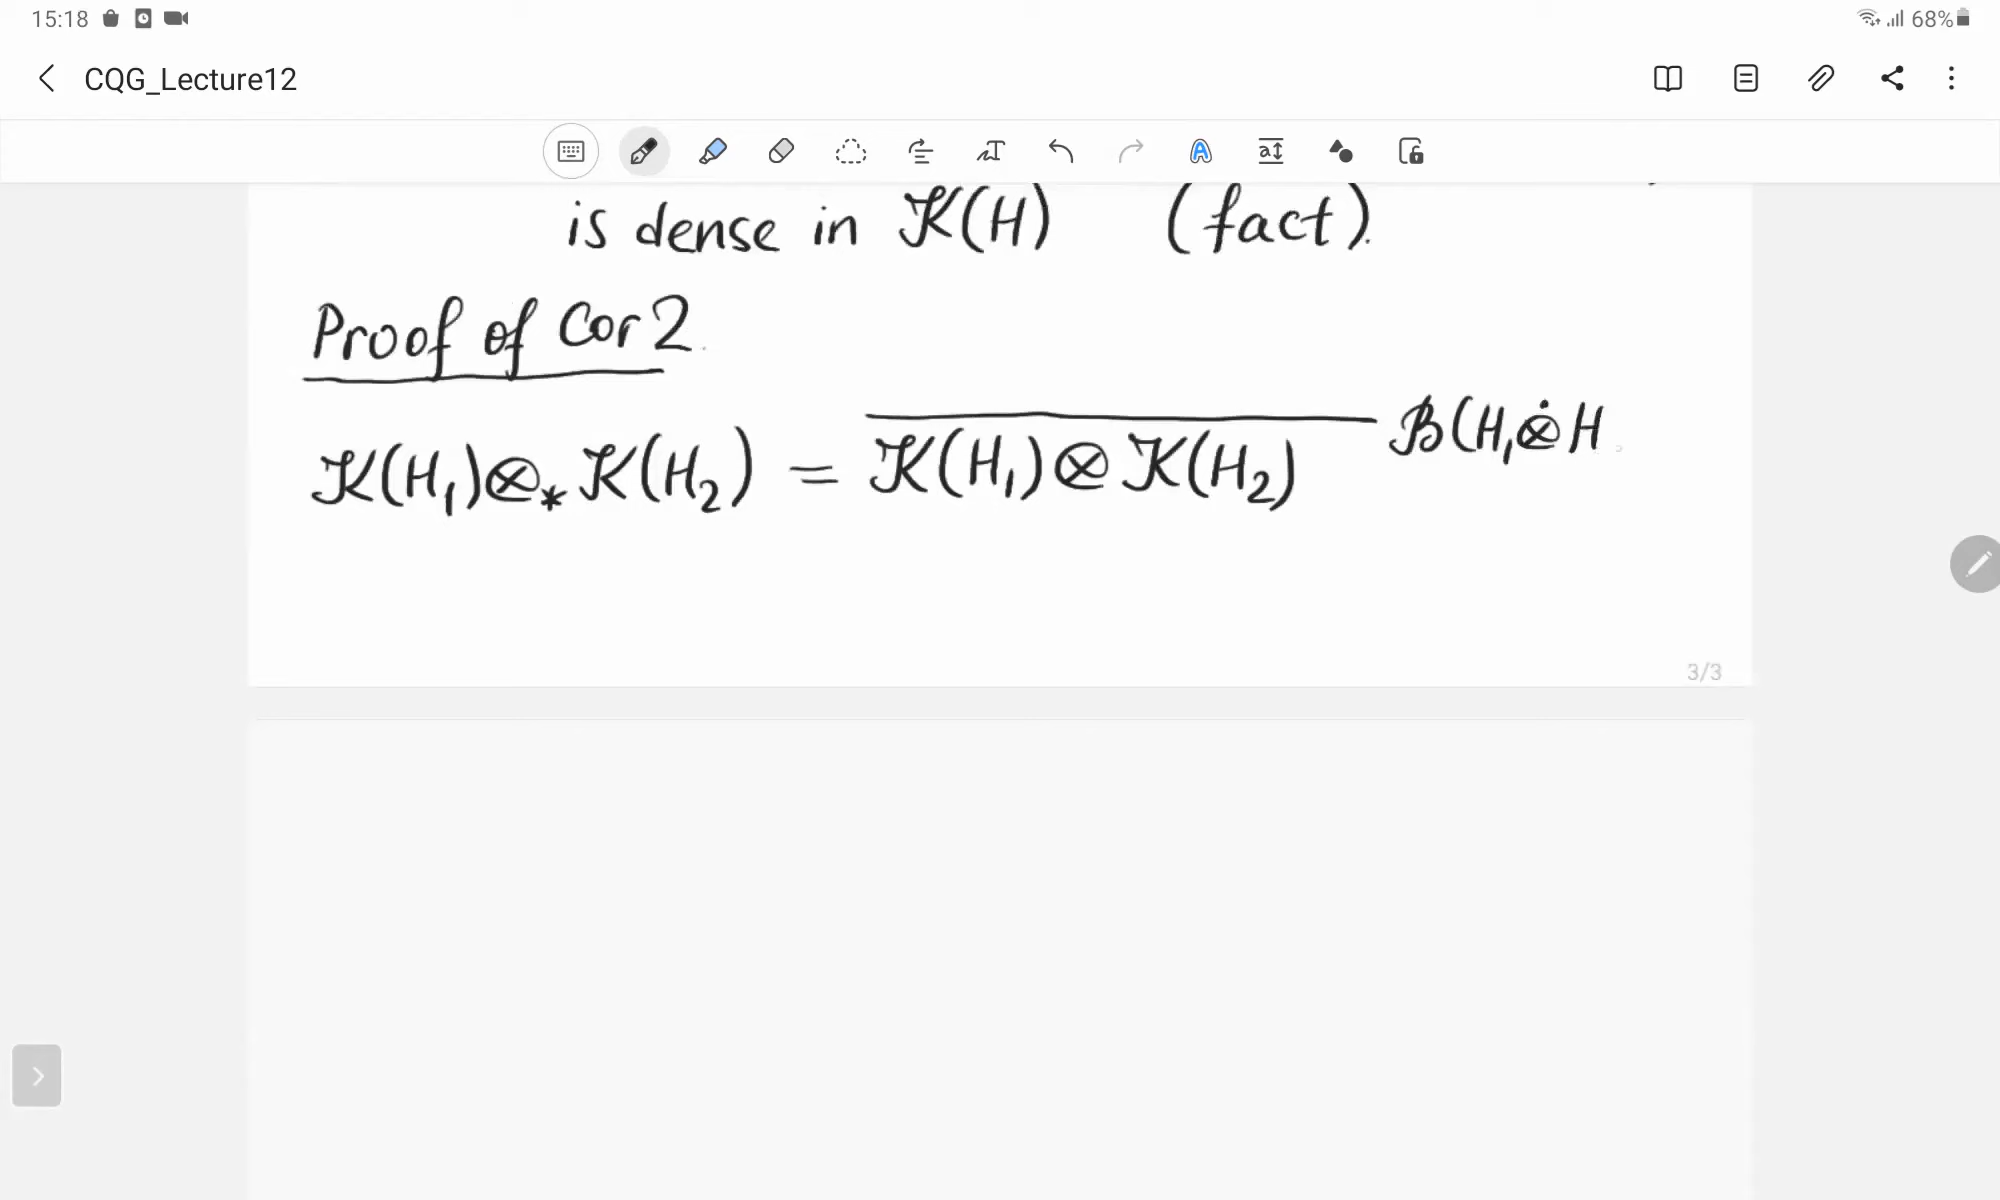 15:18 68%
CQG_Lecture12
is dense in 𝒦(H) (fact).
Proof of Cor 2.
𝒦(H₁)⊗₊𝒦(H₂) = \overline{𝒦(H₁)⊗𝒦(H₂)}^{ℬ(H₁⊗̇H}
3/3